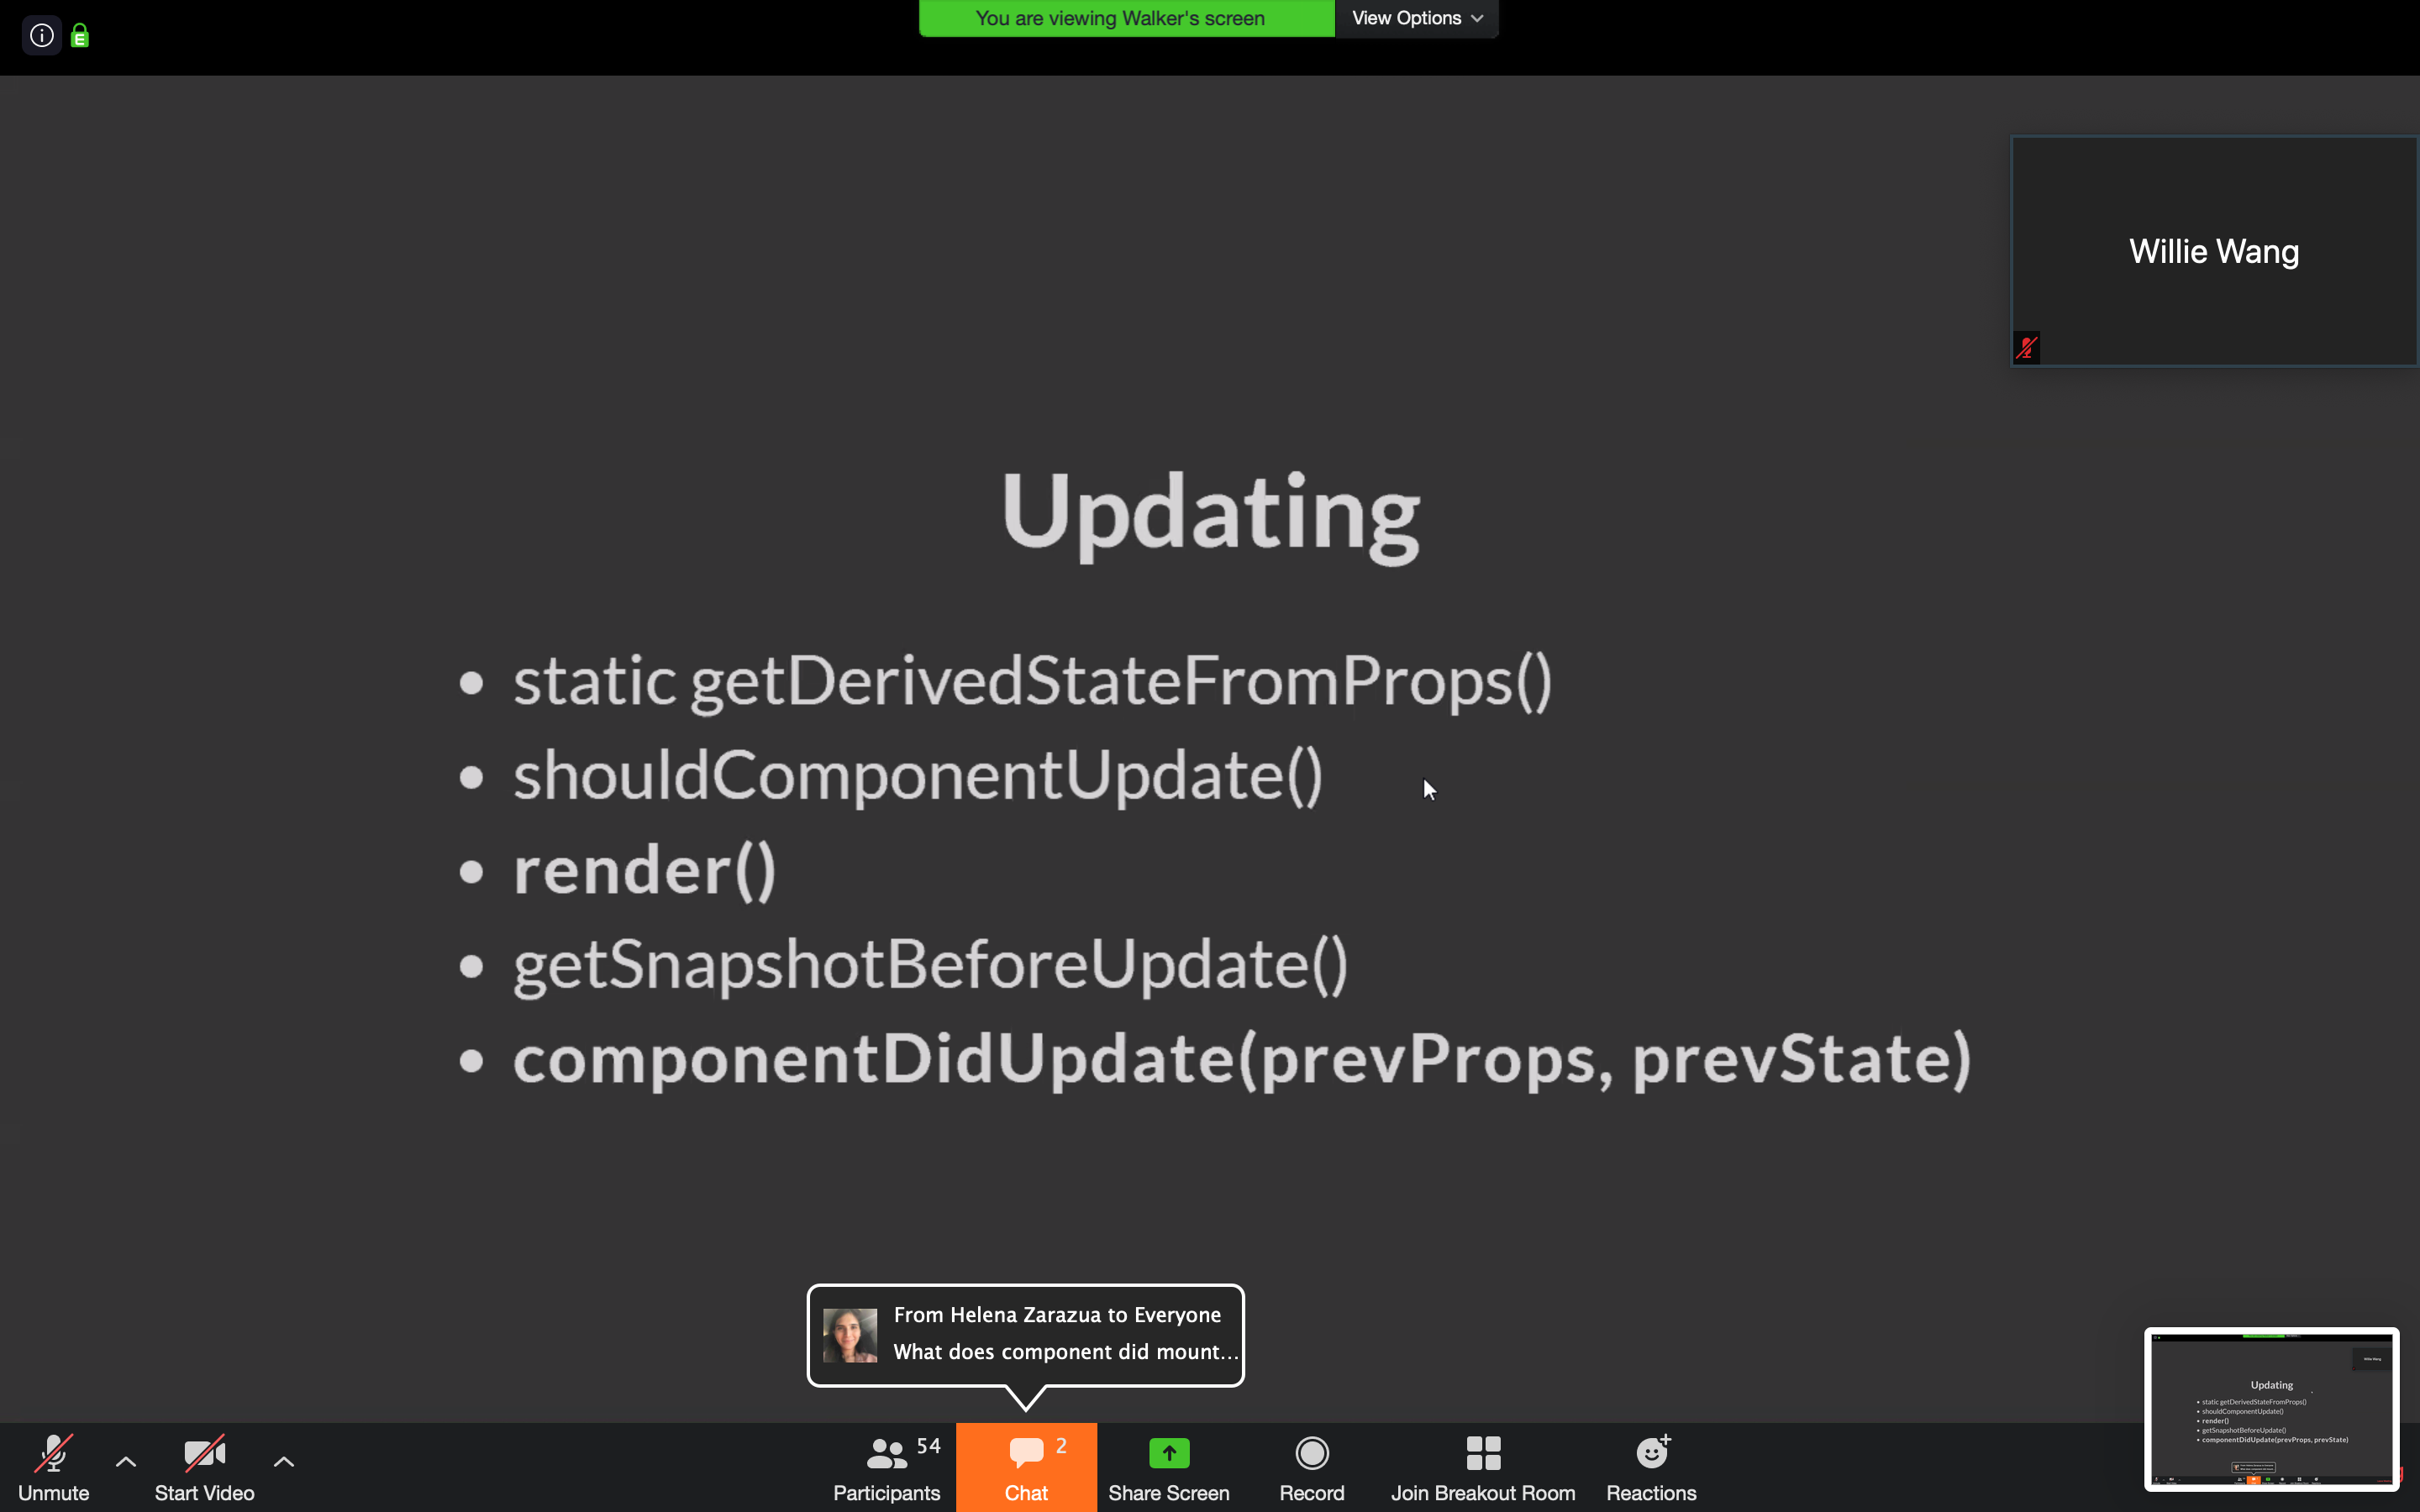 You are viewing Walker's screen
View Options
Willie Wang
Updating
• static getDerivedStateFromProps()
• shouldComponentUpdate()
• render()
• getSnapshotBeforeUpdate()
• componentDidUpdate(prevProps, prevState)
From Helena Zarazua to Everyone
What does component did mount...
Unmute
Start Video
54
Participants
2
Chat
Share Screen
Record
Join Breakout Room
Reactions
Willie Wang
Updating
• static getDerivedStateFromProps()
• shouldComponentUpdate()
• render()
• getSnapshotBeforeUpdate()
• componentDidUpdate(prevProps, prevState)